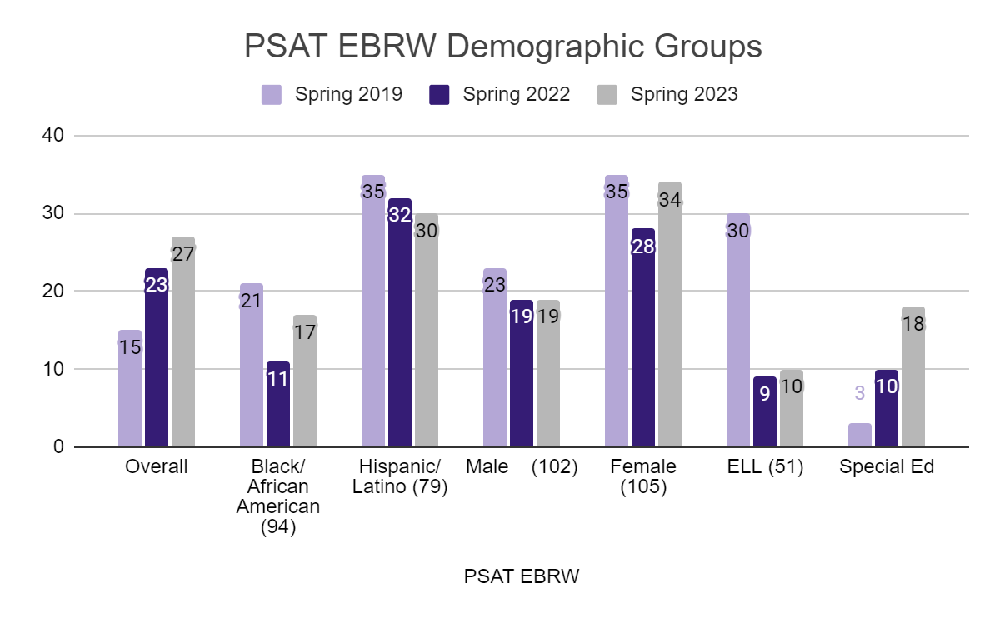 PSAT EBRW Demographic Groups
Spring 2019 Spring 2022 Spring 2023
40
30
20
10
0
15 23 27
21 11 17
35 32 30
23 19 19
35 28 34
30 9 10
3 10 18
Overall
Black/
African
American
(94)
Hispanic/
Latino (79)
Male (102)
Female
(105)
ELL (51)
Special Ed
PSAT EBRW